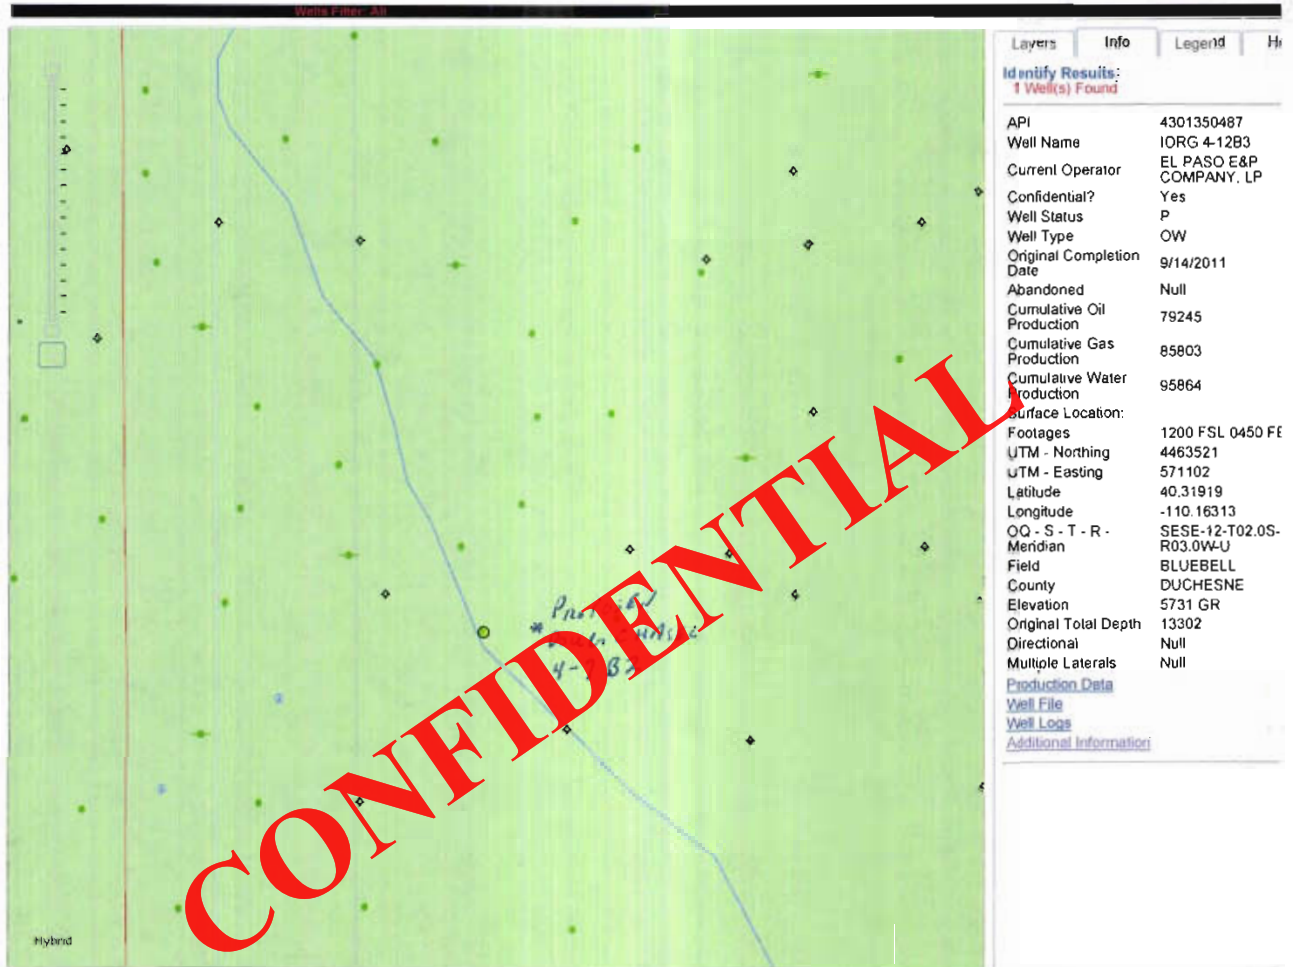 Wells Filter: All
Layers Info Legend
Identify Results:
1 Well(s) Found
API 4301350487
Well Name IORG 4-12B3
Current Operator EL PASO E&P
COMPANY, LP
Confidential? Yes
Well Status P
Well Type OW
Original Completion
Date 9/14/2011
Abandoned Null
Cumulative Oil
Production 79245
Cumulative Gas
Production 85803
Cumulative Water
Production 95864
Surface Location:
Footages 1200 FSL 0450 FE
UTM - Northing 4463521
UTM - Easting 571102
Latitude 40.31919
Longitude -110.16313
QQ - S - T - R - SESE-12-T02.0S-
Meridian R03.0W-U
Field BLUEBELL
County DUCHESNE
Elevation 5731 GR
Original Total Depth 13302
Directional Null
Multiple Laterals Null
Production Data
Well File
Well Logs
Additional Information
CONFIDENTIAL
Hybrid